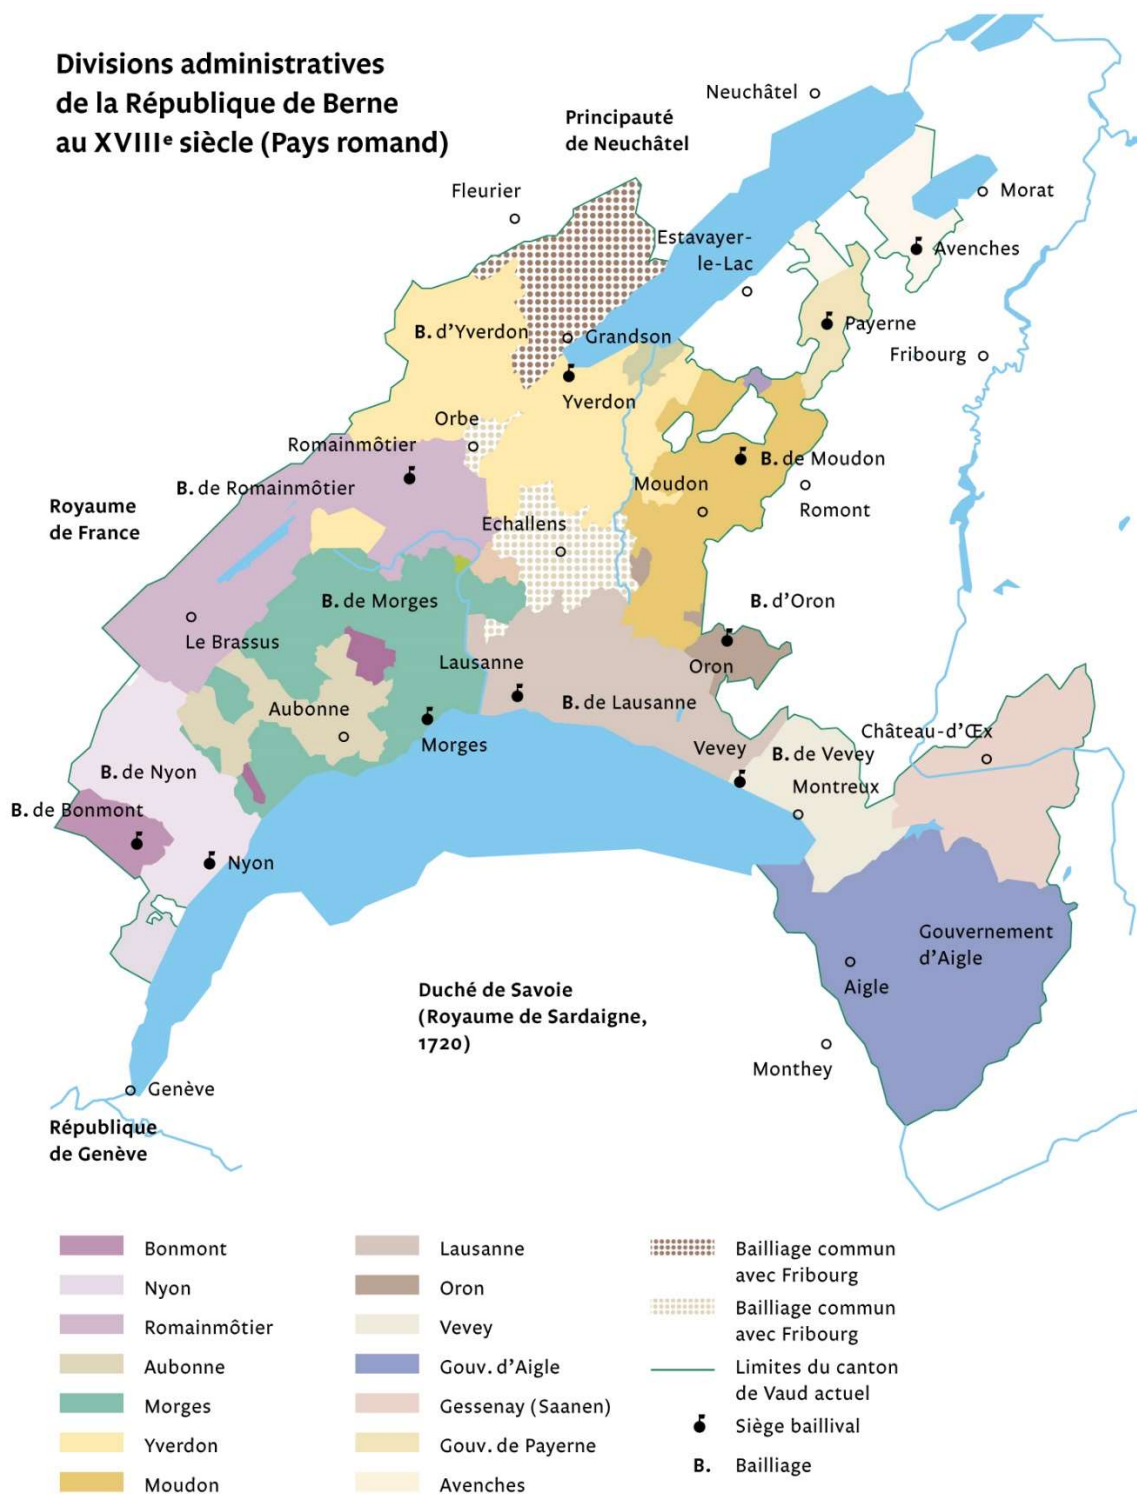 Divisions administratives
de la République de Berne
au XVIIIe siècle (Pays romand)
Neuchâtel
Principauté
de Neuchâtel
Fleurier
Morat
Estavayer-
le-Lac
Avenches
B. d'Yverdon
Grandson
Payerne
Fribourg
Yverdon
Orbe
Romainmôtier
B. de Moudon
B. de Romainmôtier
Moudon
Romont
Royaume
de France
Echallens
B. de Morges
B. d'Oron
Le Brassus
Lausanne
Oron
Aubonne
B. de Lausanne
Morges
Vevey
B. de Vevey
Château-d'Œx
B. de Nyon
Montreux
B. de Bonmont
Nyon
Gouvernement
d'Aigle
Aigle
Duché de Savoie
(Royaume de Sardaigne,
1720)
Monthey
Genève
République
de Genève
Bonmont
Nyon
Romainmôtier
Aubonne
Morges
Yverdon
Moudon
Lausanne
Oron
Vevey
Gouv. d'Aigle
Gessenay (Saanen)
Gouv. de Payerne
Avenches
Bailliage commun
avec Fribourg
Bailliage commun
avec Fribourg
Limites du canton
de Vaud actuel
Siège baillival
B. Bailliage